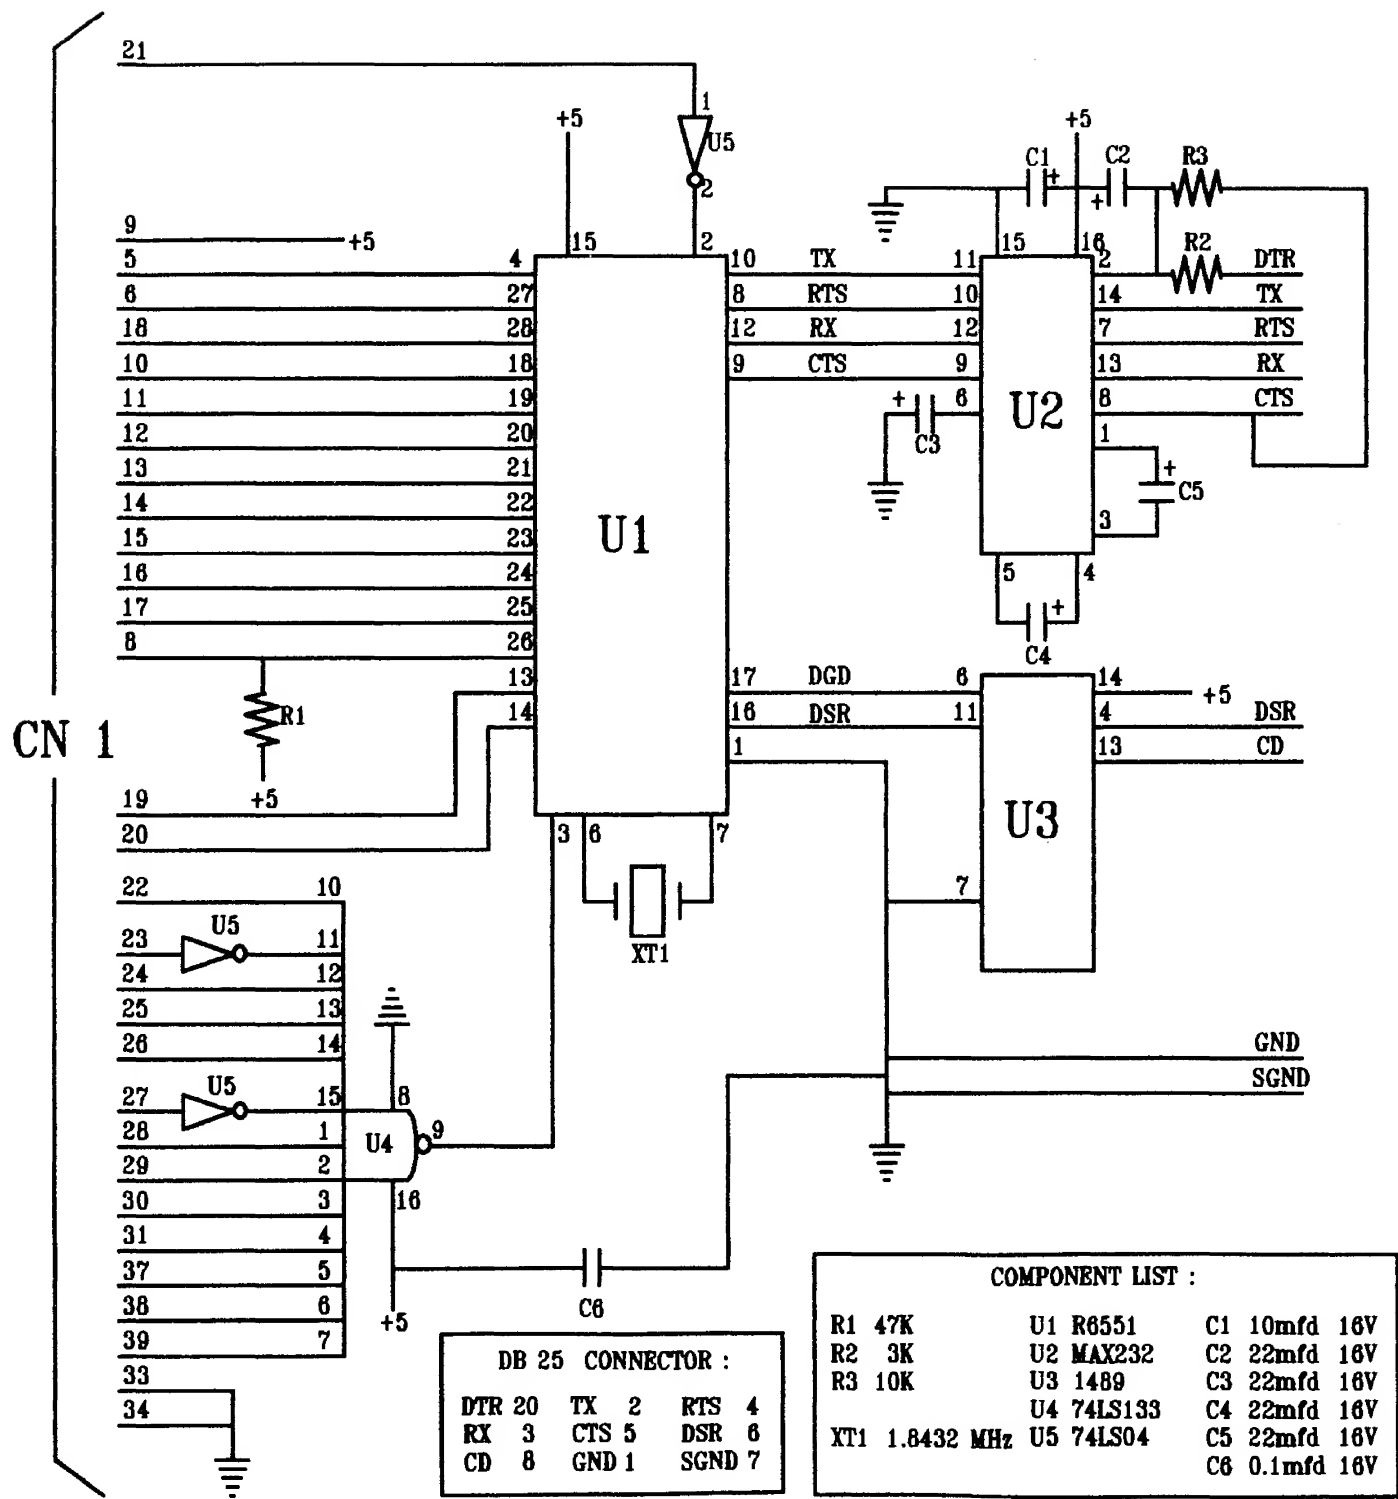 21
1
+5
U5
+5
C1 + C2 R3
2
+
9 +5 15 2 15 16 R2
5 4 10 TX 11 2 DTR
6 27 8 RTS 10 14 TX
18 28 12 RX 12 7 RTS
10 18 9 CTS 9 13 RX
11 19 + 6 8 CTS
12 20 C3 U2 1
13 21 +
14 22 C5
15 23 U1 3
16 24 5 4
17 25 +
8 26 C4
13 17 DGD 6 14 +5
R1 14 16 DSR 11 4 DSR
CN 1 1 13 CD
19 +5
20 3 6 7 U3
22 10 7
U5
23 11 XT1
24 12
25 13
26 14 GND
U5 SGND
27 15 8
28 1 U4 9
29 2
30 3 16
31 4
37 5
38 6 +5 C6
39 7
33
34
DB 25 CONNECTOR :
DTR 20 TX 2 RTS 4
RX 3 CTS 5 DSR 6
CD 8 GND 1 SGND 7
COMPONENT LIST :
R1 47K U1 R6551 C1 10mfd 16V
R2 3K U2 MAX232 C2 22mfd 16V
R3 10K U3 1489 C3 22mfd 16V
U4 74LS133 C4 22mfd 16V
XT1 1.8432 MHz U5 74LS04 C5 22mfd 16V
C6 0.1mfd 16V